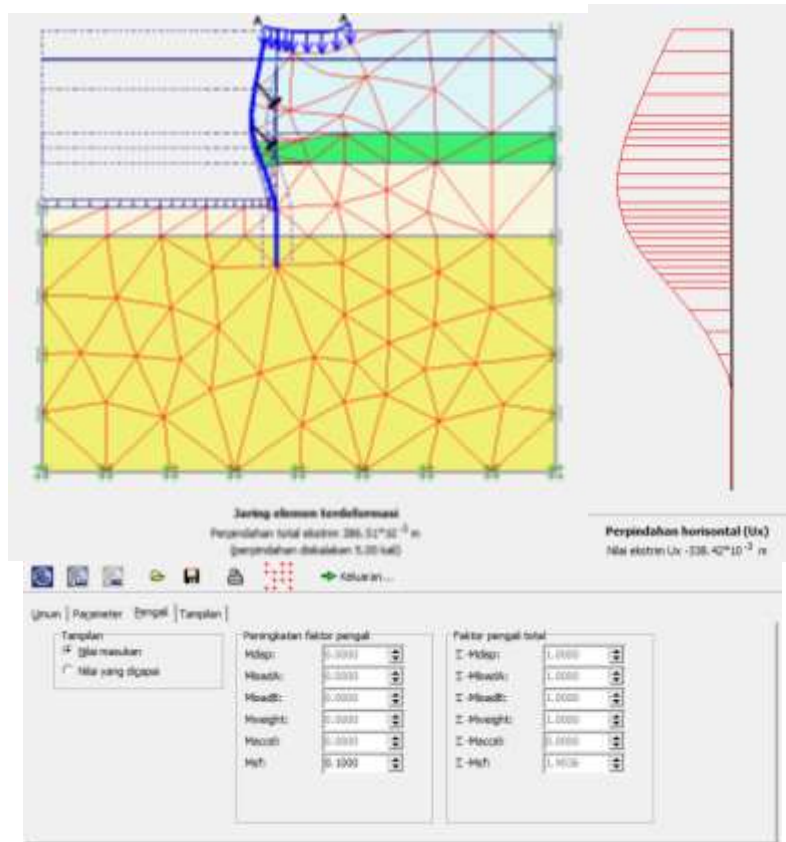 A A
Jaring elemen terdeformasi
Perpindahan total ekstrim 386.51*10⁻³ m
(perpindahan diskalakan 5.00 kali)
Perpindahan horisontal (Ux)
Nilai ekstrim Ux -338.42*10⁻³ m
Keluaran...
Umum Parameter Pengali Tampilan
Tampilan
Nilai masukan
Nilai yang dicapai
Peningkatan faktor pengali
Mdisp: 0.0000
MloadA: 0.0000
MloadB: 0.0000
Mweight: 0.0000
Maccel: 0.0000
Msf: 0.1000
Faktor pengali total
Σ-Mdisp: 1.0000
Σ-MloadA: 1.0000
Σ-MloadB: 1.0000
Σ-Mweight: 1.0000
Σ-Maccel: 0.0000
Σ-Msf: